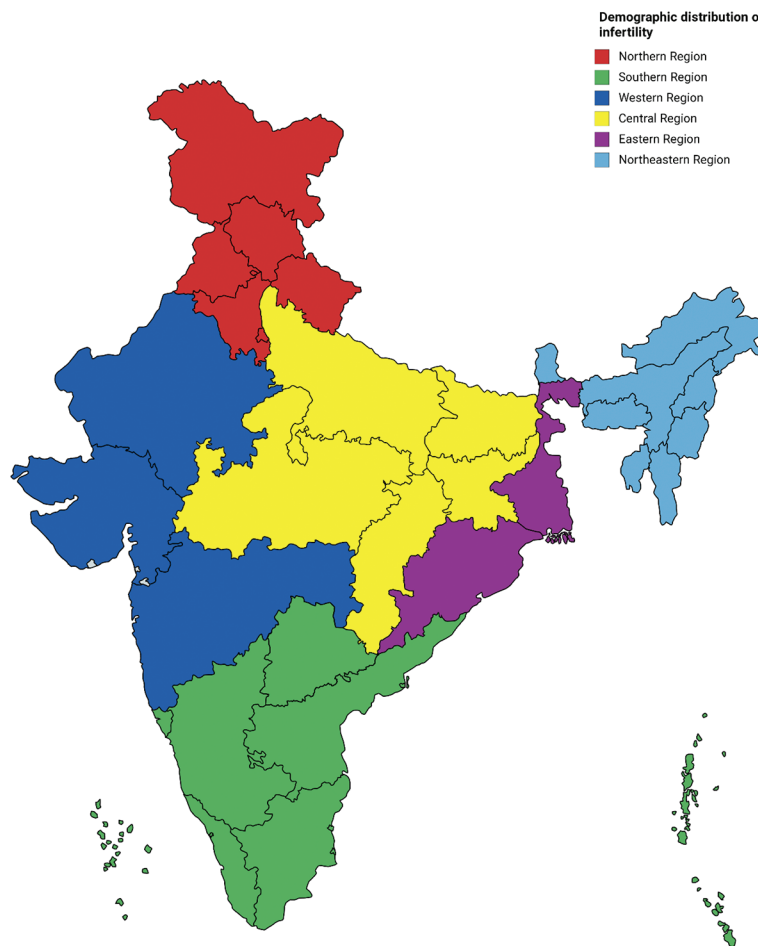 Demographic distribution o
infertility
Northern Region
Southern Region
Western Region
Central Region
Eastern Region
Northeastern Region